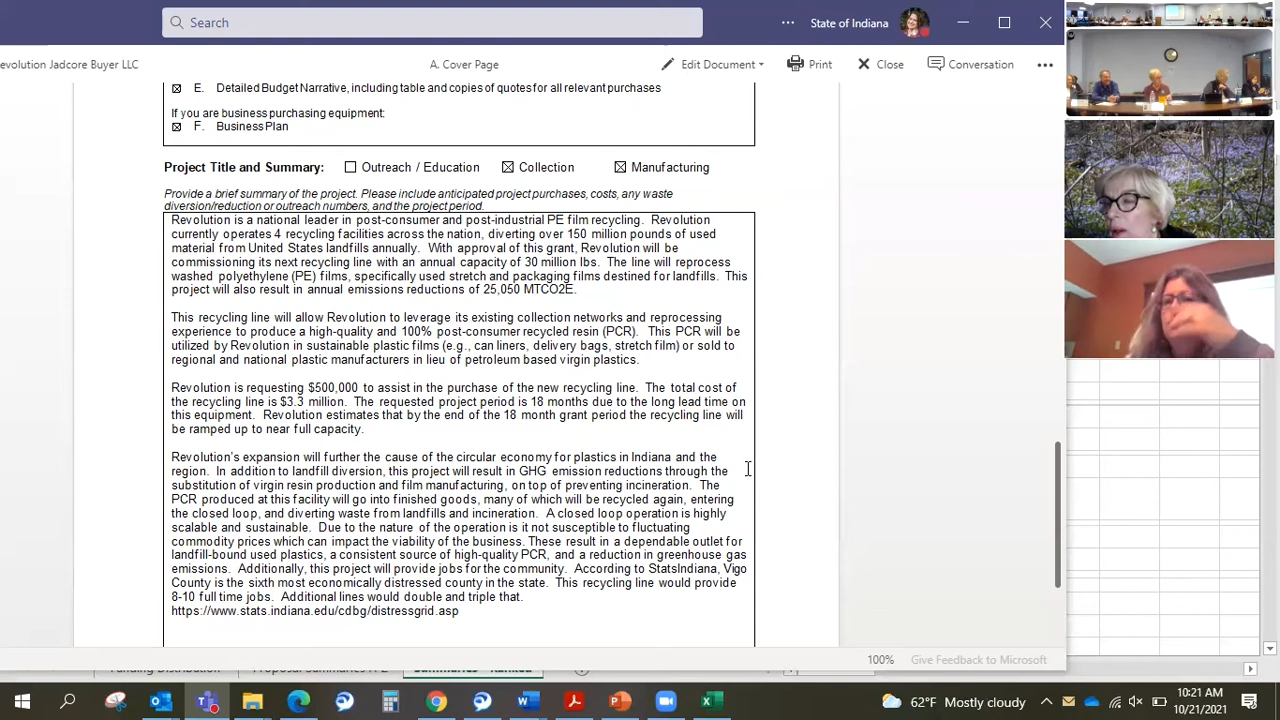 Search
State of Indiana
evolution Jadcore Buyer LLC
A. Cover Page
Edit Document
Print
Close
Conversation
E. Detailed Budget Narrative, including table and copies of quotes for all relevant purchases
If you are business purchasing equipment:
F. Business Plan
Project Title and Summary: Outreach / Education Collection Manufacturing
Provide a brief summary of the project. Please include anticipated project purchases, costs, any waste
diversion/reduction or outreach numbers, and the project period.
Revolution is a national leader in post-consumer and post-industrial PE film recycling. Revolution
currently operates 4 recycling facilities across the nation, diverting over 150 million pounds of used
material from United States landfills annually. With approval of this grant, Revolution will be
commissioning its next recycling line with an annual capacity of 30 million lbs. The line will reprocess
washed polyethylene (PE) films, specifically used stretch and packaging films destined for landfills. This
project will also result in annual emissions reductions of 25,050 MTCO2E.
This recycling line will allow Revolution to leverage its existing collection networks and reprocessing
experience to produce a high-quality and 100% post-consumer recycled resin (PCR). This PCR will be
utilized by Revolution in sustainable plastic films (e.g., can liners, delivery bags, stretch film) or sold to
regional and national plastic manufacturers in lieu of petroleum based virgin plastics.
Revolution is requesting $500,000 to assist in the purchase of the new recycling line. The total cost of
the recycling line is $3.3 million. The requested project period is 18 months due to the long lead time on
this equipment. Revolution estimates that by the end of the 18 month grant period the recycling line will
be ramped up to near full capacity.
Revolution's expansion will further the cause of the circular economy for plastics in Indiana and the
region. In addition to landfill diversion, this project will result in GHG emission reductions through the
substitution of virgin resin production and film manufacturing, on top of preventing incineration. The
PCR produced at this facility will go into finished goods, many of which will be recycled again, entering
the closed loop, and diverting waste from landfills and incineration. A closed loop operation is highly
scalable and sustainable. Due to the nature of the operation is it not susceptible to fluctuating
commodity prices which can impact the viability of the business. These result in a dependable outlet for
landfill-bound used plastics, a consistent source of high-quality PCR, and a reduction in greenhouse gas
emissions. Additionally, this project will provide jobs for the community. According to StatsIndiana, Vigo
County is the sixth most economically distressed county in the state. This recycling line would provide
8-10 full time jobs. Additional lines would double and triple that.
https://www.stats.indiana.edu/cdbg/distressgrid.asp
100% Give Feedback to Microsoft
62°F Mostly cloudy
10:21 AM
10/21/2021